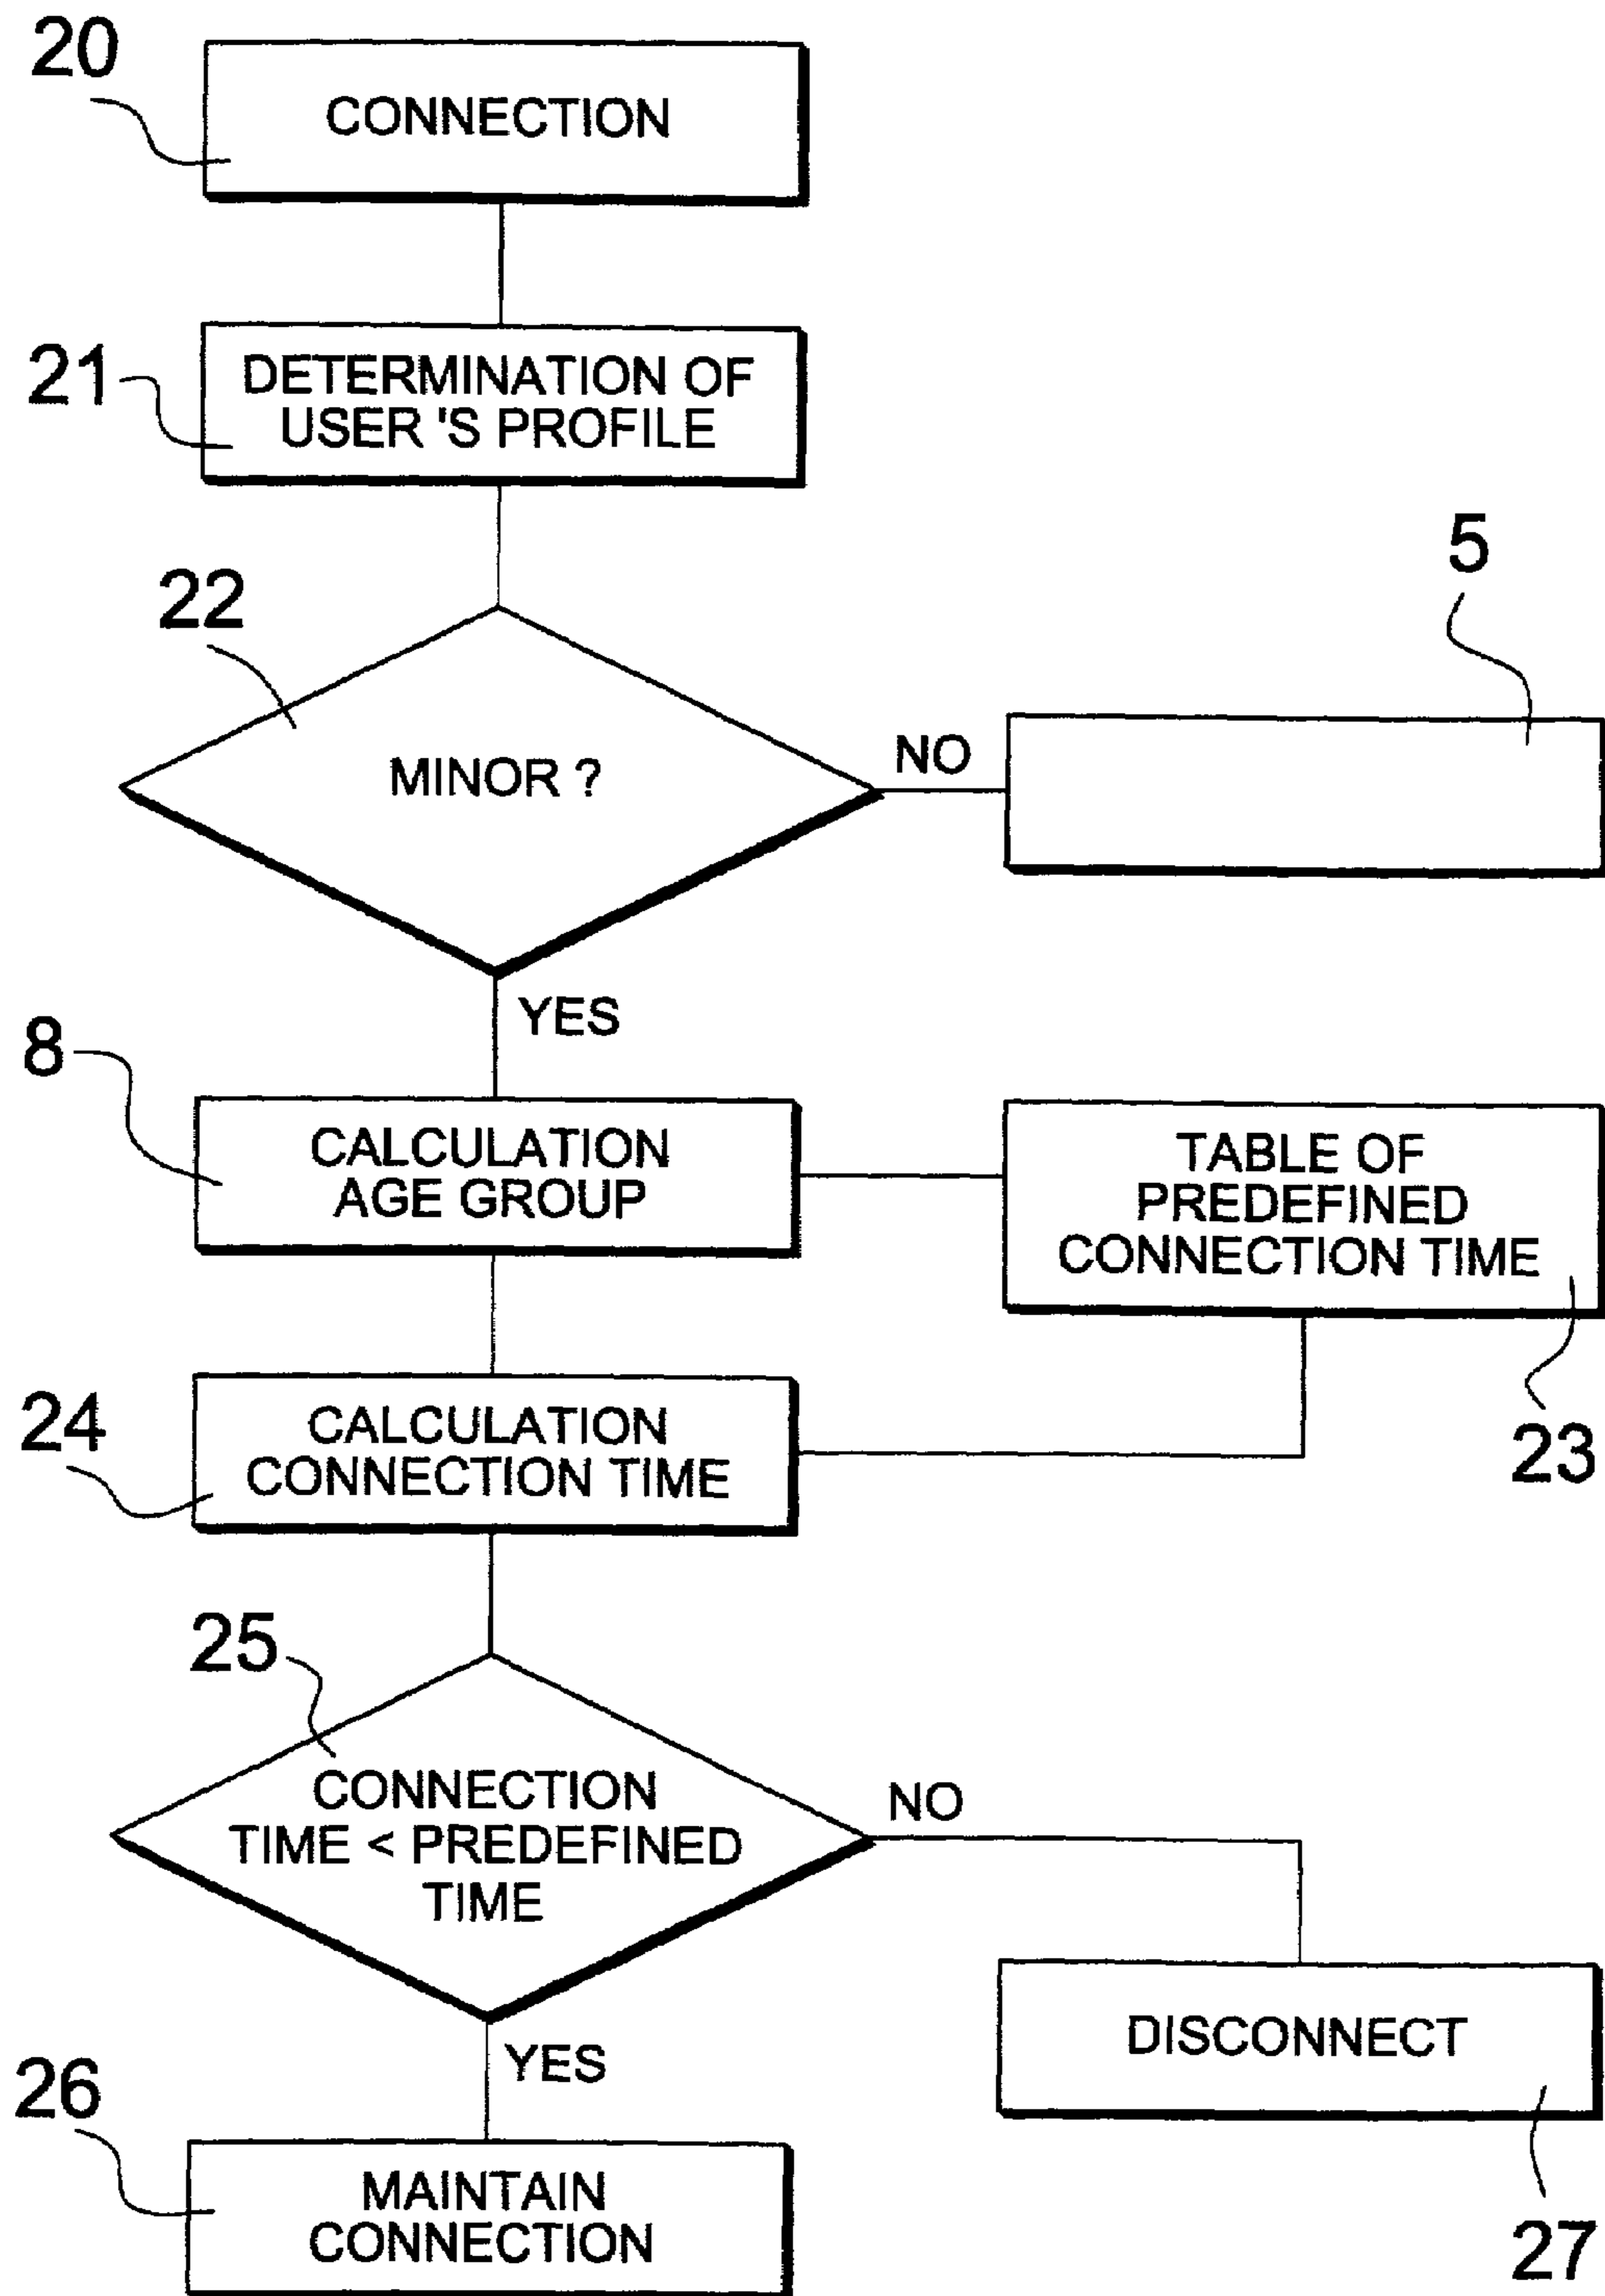 20
CONNECTION
21
DETERMINATION OF
USER 'S PROFILE
22
MINOR ?
NO
5
YES
8
CALCULATION
AGE GROUP
TABLE OF
PREDEFINED
CONNECTION TIME
23
24
CALCULATION
CONNECTION TIME
25
CONNECTION
TIME < PREDEFINED
TIME
NO
DISCONNECT
27
YES
26
MAINTAIN
CONNECTION